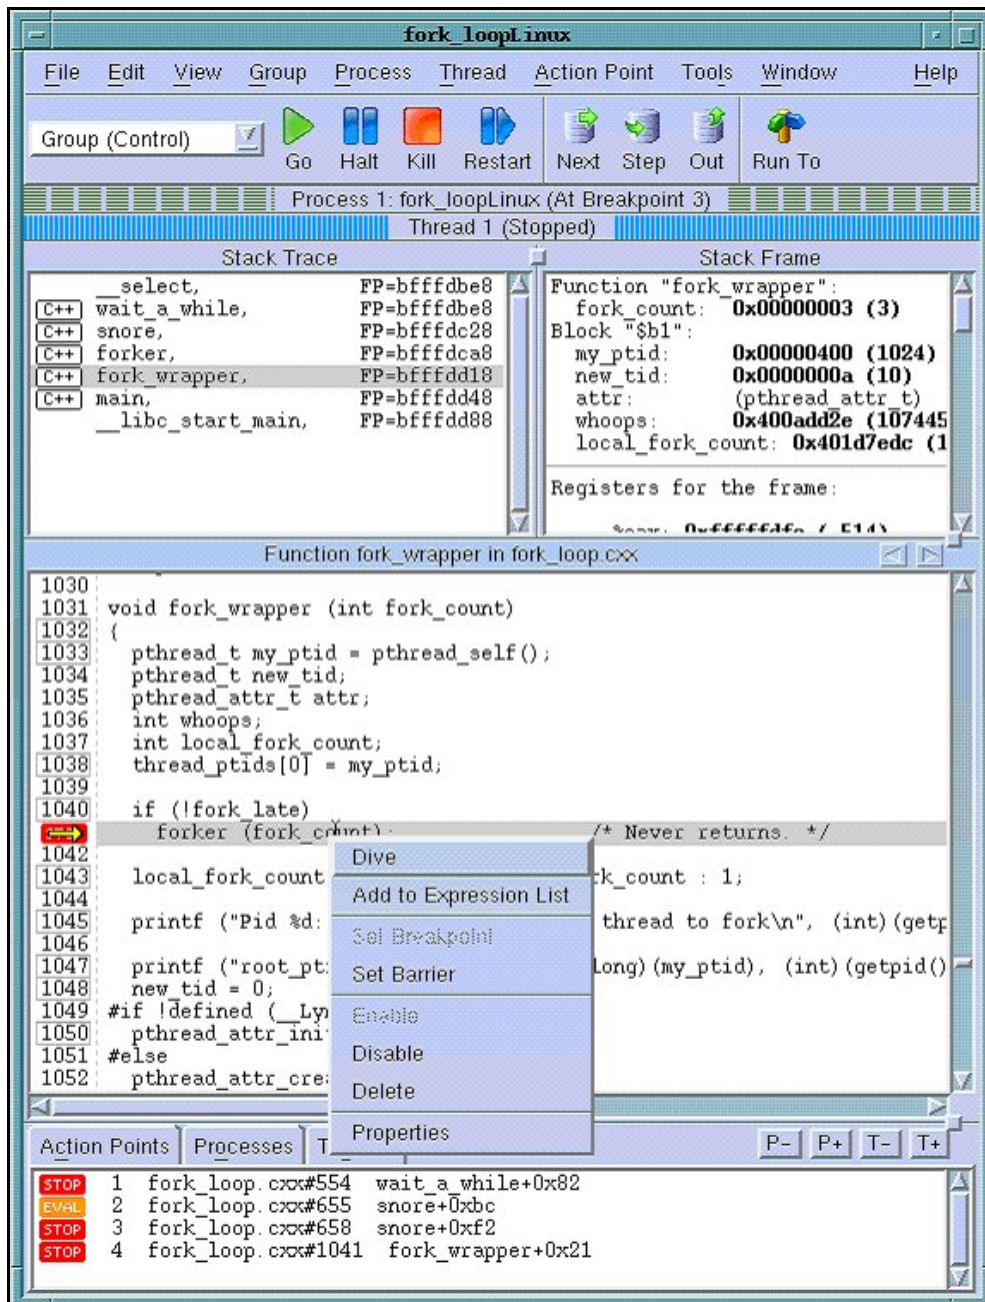 fork_loopLinux
File Edit View Group Process Thread Action Point Tools Window Help
Group (Control) Go Halt Kill Restart Next Step Out Run To
Process 1: fork_loopLinux (At Breakpoint 3)
Thread 1 (Stopped)
Stack Trace
__select, FP=bfffdbe8
C++ wait_a_while, FP=bfffdbe8
C++ snore, FP=bfffdc28
C++ forker, FP=bfffdca8
C++ fork_wrapper, FP=bfffdd18
C++ main, FP=bfffdd48
__libc_start_main, FP=bfffdd88
Stack Frame
Function "fork_wrapper":
fork_count: 0x00000003 (3)
Block "$b1":
my_ptid: 0x00000400 (1024)
new_tid: 0x0000000a (10)
attr: (pthread_attr_t)
whoops: 0x400add2e (107445
local_fork_count: 0x401d7edc (1
Registers for the frame:
Function fork_wrapper in fork_loop.cxx
1030
1031 void fork_wrapper (int fork_count)
1032 {
1033 pthread_t my_ptid = pthread_self();
1034 pthread_t new_tid;
1035 pthread_attr_t attr;
1036 int whoops;
1037 int local_fork_count;
1038 thread_ptids[0] = my_ptid;
1039
1040 if (!fork_late)
forker (fork_count); /* Never returns. */
1042
1043 local_fork_count rk_count : 1;
1044
1045 printf ("Pid %d: thread to fork\n", (int)(getp
1046
1047 printf ("root_pt: long)(my_ptid), (int)(getpid()
1048 new_tid = 0;
1049 #if !defined (__Lyn
1050 pthread_attr_ini
1051 #else
1052 pthread_attr_cre
Dive
Add to Expression List
Set Breakpoint
Set Barrier
Enable
Disable
Delete
Properties
Action Points Processes T P- P+ T- T+
STOP 1 fork_loop.cxx#554 wait_a_while+0x82
EVAL 2 fork_loop.cxx#655 snore+0xbc
STOP 3 fork_loop.cxx#658 snore+0xf2
STOP 4 fork_loop.cxx#1041 fork_wrapper+0x21